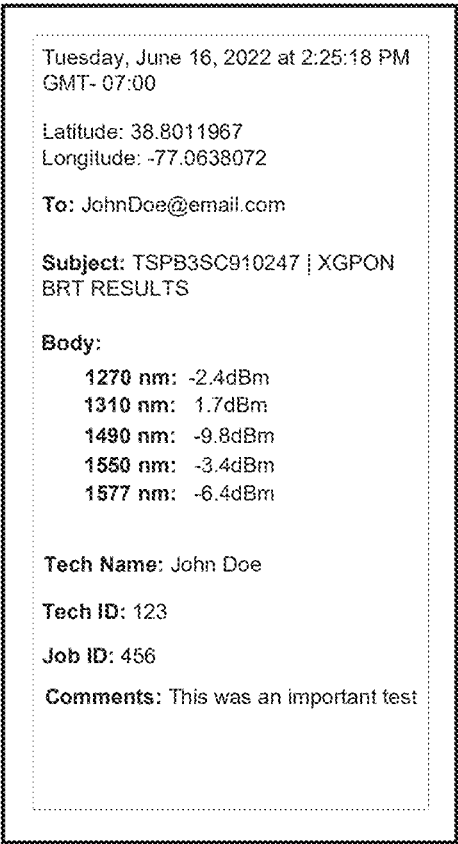 Tuesday, June 16, 2022 at 2:25:18 PM
GMT- 07:00
Latitude: 38.8011967
Longitude: -77.0638072
To: JohnDoe@email.com
Subject: TSPB3SC910247 | XGPON
BRT RESULTS
Body:
1270 nm: -2.4dBm
1310 nm: 1.7dBm
1490 nm: -9.8dBm
1550 nm: -3.4dBm
1577 nm: -6.4dBm
Tech Name: John Doe
Tech ID: 123
Job ID: 456
Comments: This was an important test